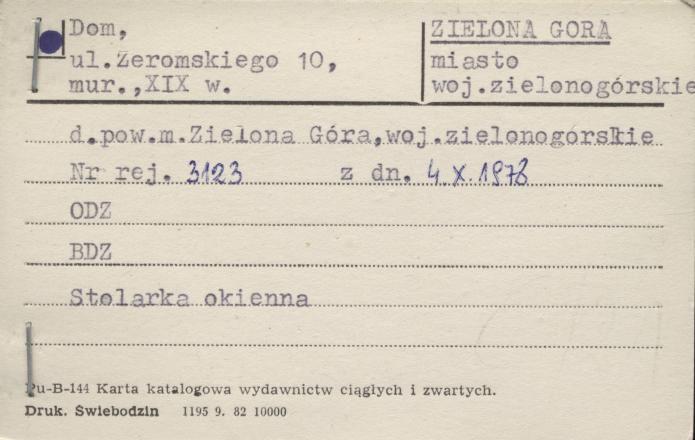 Dom,
ul.Żeromskiego 10,
mur.,XIX w.
ZIELONA GORA
miasto
woj.zielonogórskie
d.pow.m.Zielona Góra,woj.zielonogórskie
Nr rej. 3123 z dn. 4.X.1978
ODZ
BDZ
Stolarka okienna
Pu-B-144 Karta katalogowa wydawnictw ciągłych i zwartych.
Druk. Świebodzin 1195 9. 82 10000